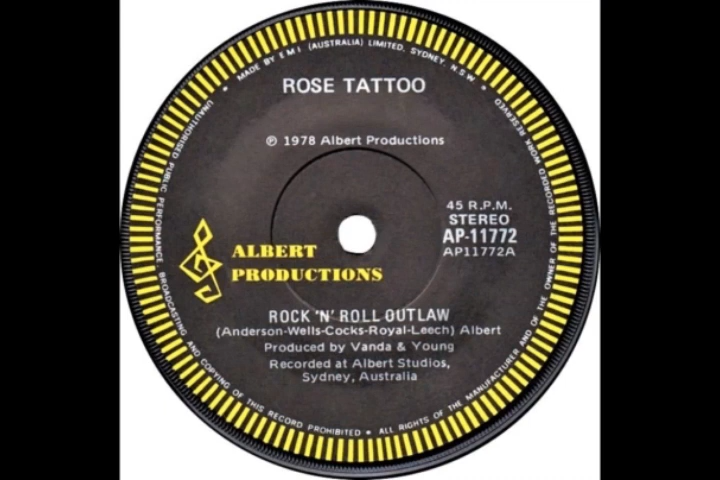 • MADE BY E M I (AUSTRALIA) LIMITED, SYDNEY, N.S.W. •
ROSE TATTOO
℗ 1978 Albert Productions
45 R.P.M.
STEREO
AP-11772
AP11772A
ALBERT
PRODUCTIONS
ROCK 'N' ROLL OUTLAW
(Anderson-Wells-Cocks-Royal-Leech) Albert
Produced by Vanda & Young
Recorded at Albert Studios,
Sydney, Australia
UNAUTHORISED PUBLIC PERFORMANCE BROADCASTING AND COPYING OF THIS RECORD PROHIBITED • ALL RIGHTS OF THE MANUFACTURER AND OF THE OWNER OF THE RECORDED WORK RESERVED